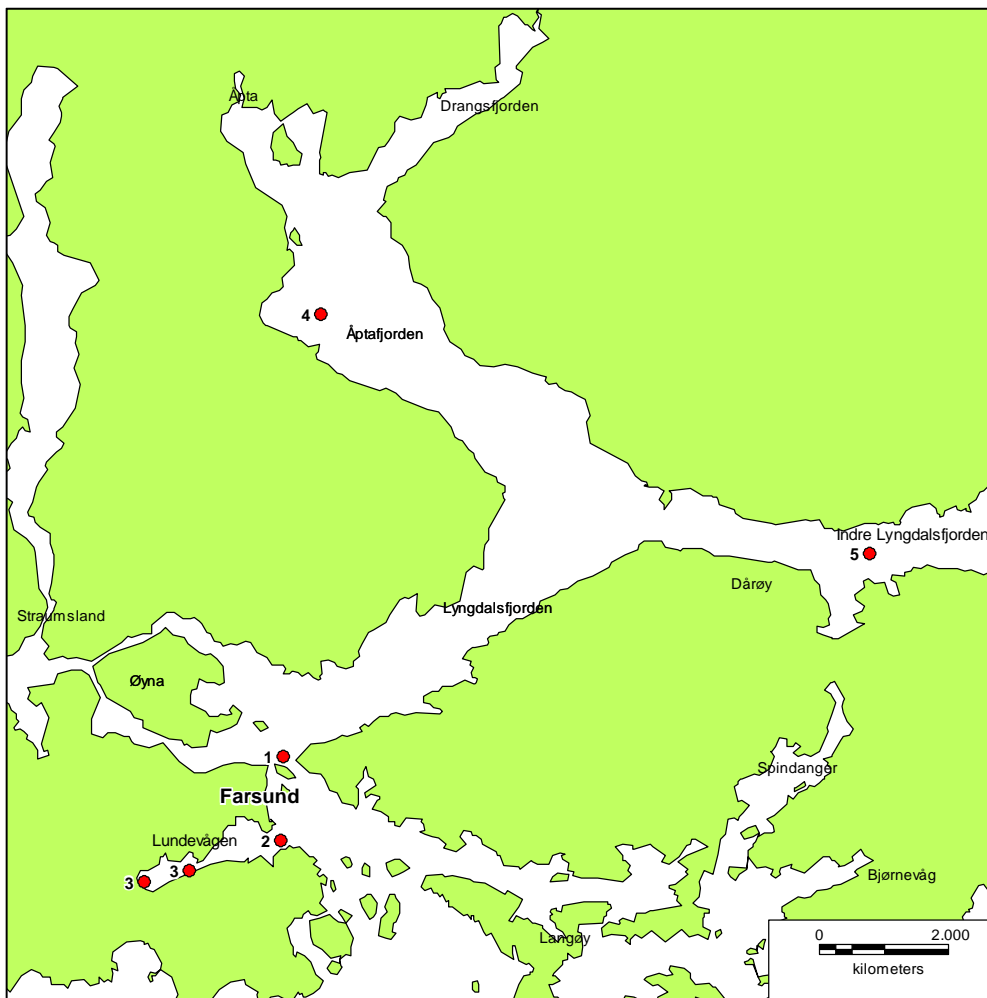 Åpta
Drangsfjorden
4
Åptafjorden
Indre Lyngdalsfjorden
5
Dårøy
Lyngdalsfjorden
Straumsland
Øyna
1
Spindanger
Farsund
2
Lundevågen
3
3
Bjørnevåg
Langøy
0 2.000
kilometers